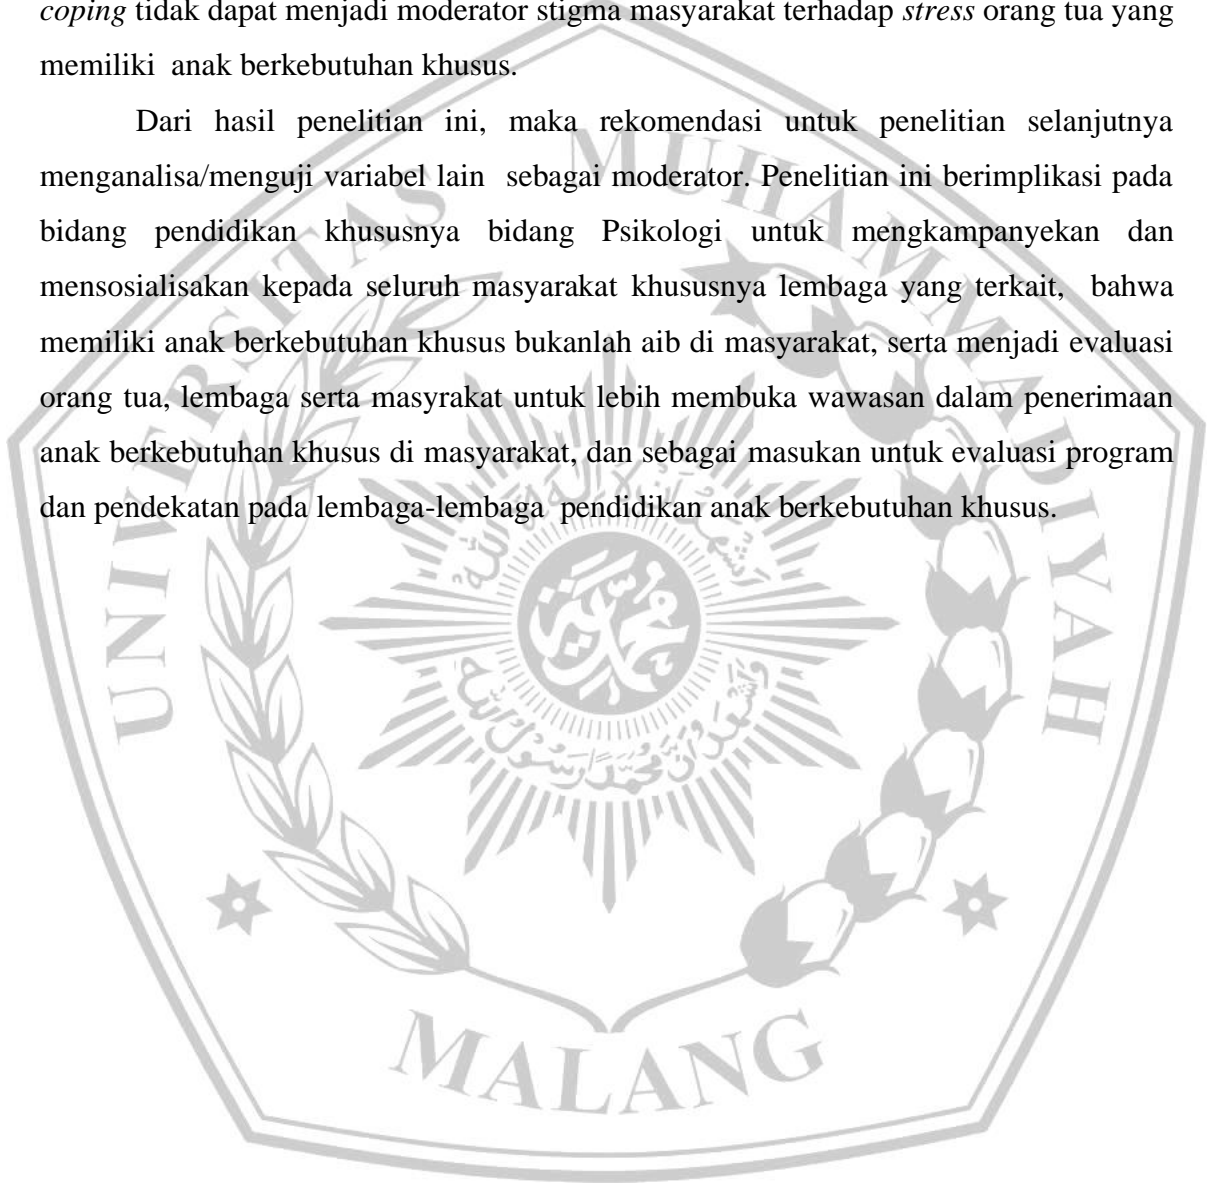 coping tidak dapat menjadi moderator stigma masyarakat terhadap stress orang tua yang
memiliki anak berkebutuhan khusus.
Dari hasil penelitian ini, maka rekomendasi untuk penelitian selanjutnya
menganalisa/menguji variabel lain sebagai moderator. Penelitian ini berimplikasi pada
bidang pendidikan khususnya bidang Psikologi untuk mengkampanyekan dan
mensosialisakan kepada seluruh masyarakat khususnya lembaga yang terkait, bahwa
memiliki anak berkebutuhan khusus bukanlah aib di masyarakat, serta menjadi evaluasi
orang tua, lembaga serta masyrakat untuk lebih membuka wawasan dalam penerimaan
anak berkebutuhan khusus di masyarakat, dan sebagai masukan untuk evaluasi program
dan pendekatan pada lembaga-lembaga pendidikan anak berkebutuhan khusus.
UNIVERSITAS MUHAMMADIYAH
MALANG